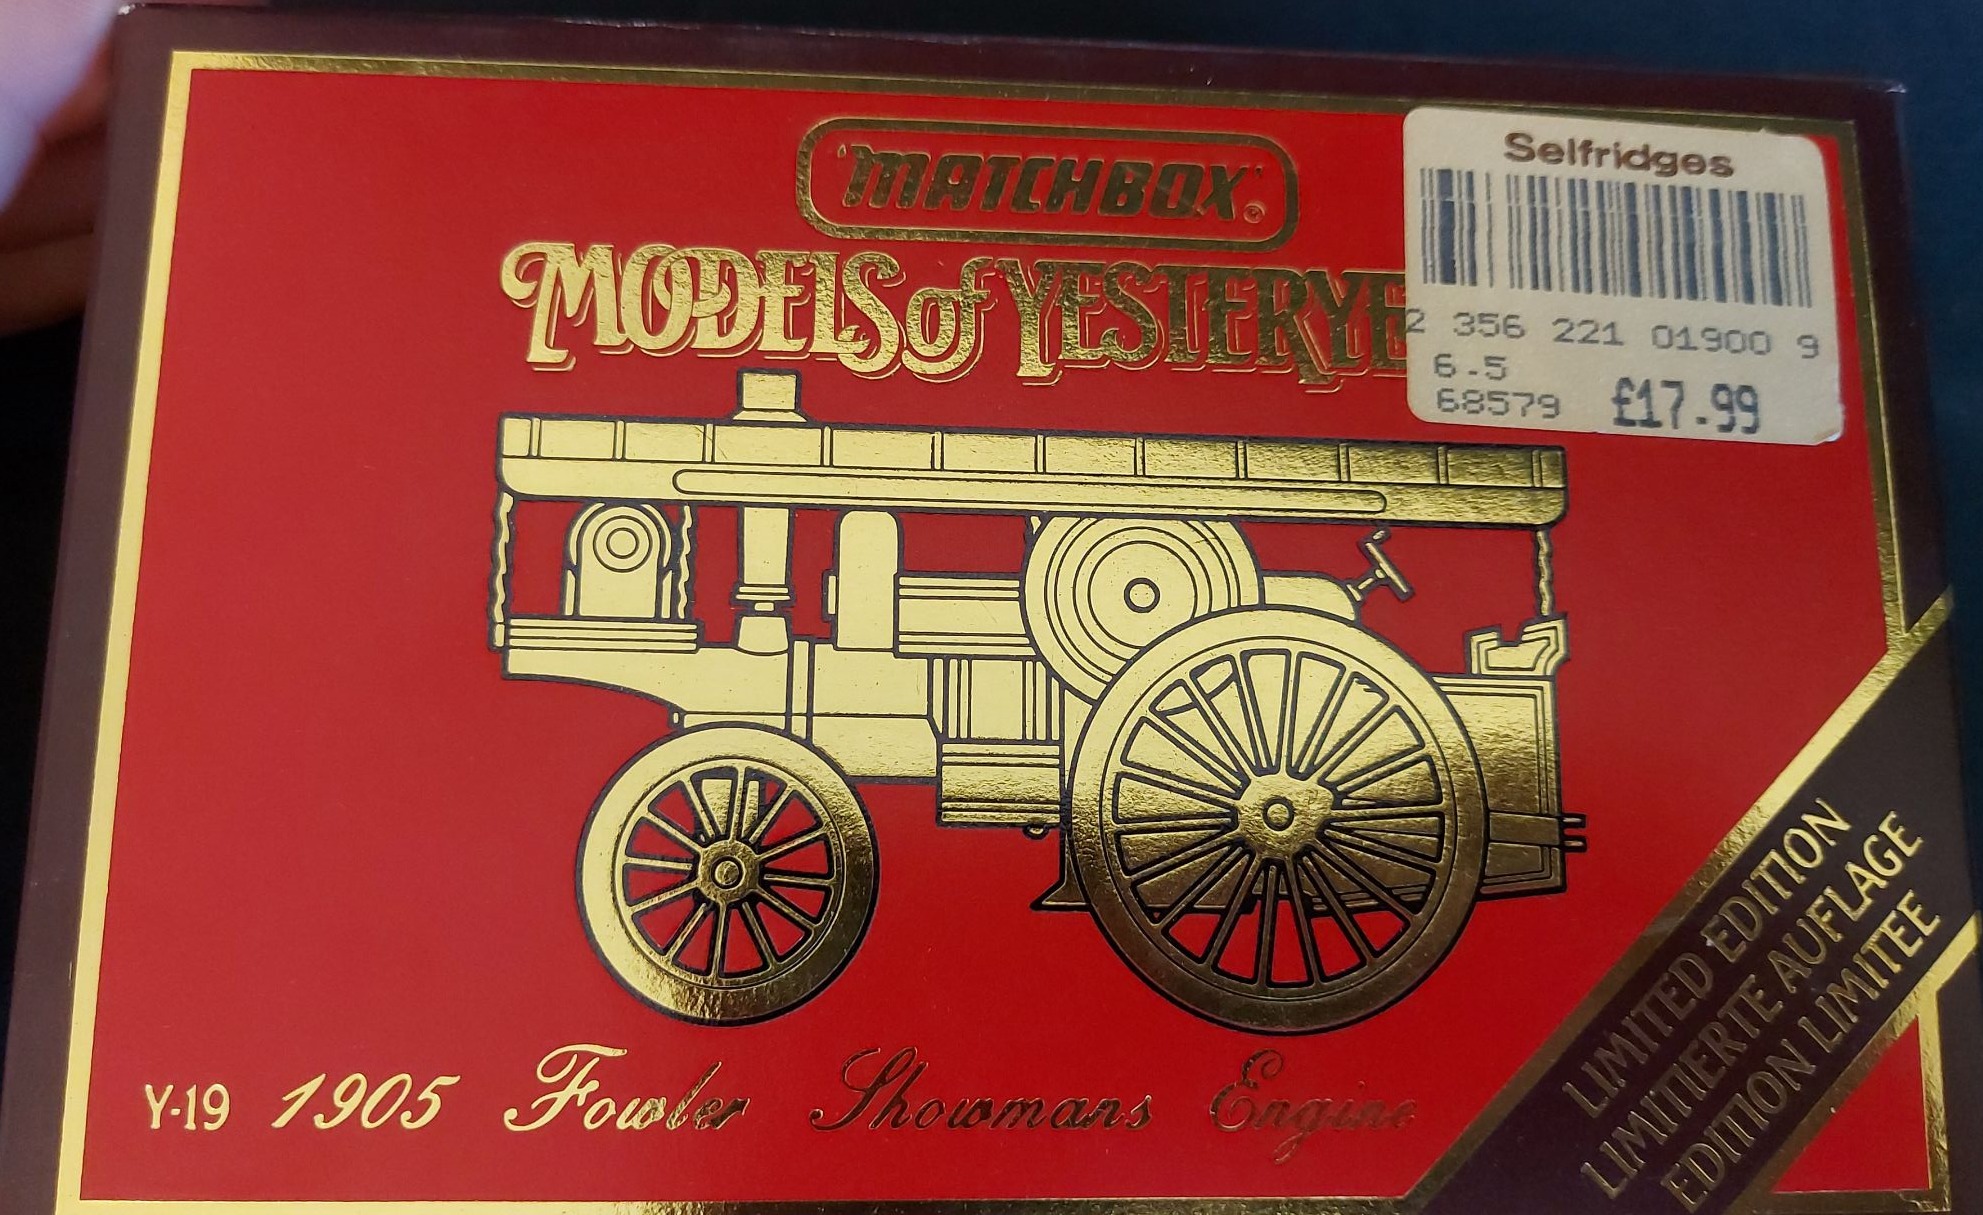 "MATCHBOX"®
MODELS of YESTERYE
Selfridges
2 356 221 01900 9
6.5
68579 £17.99
Y-19 1905 Fowler Showmans Engine
LIMITED EDITION
LIMITIERTE AUFLAGE
EDITION LIMITEE